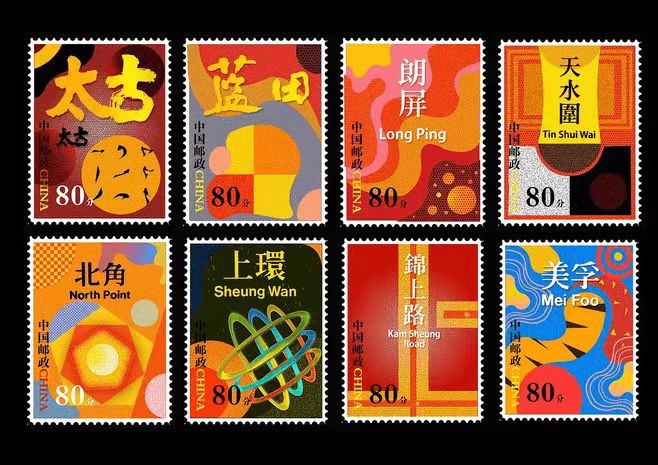 太古
太古
中国邮政 CHINA
80分
蓝田
中国邮政 CHINA
80分
朗屏
Long Ping
中国邮政 CHINA
80分
天水圍
Tin Shui Wai
中国邮政
80分
北角
North Point
中国邮政 CHINA
80分
上環
Sheung Wan
中国邮政 CHINA
80分
錦上路
Kam Sheung
Road
中国邮政 CHINA
80分
美孚
Mei Foo
中国邮政 CHINA
80分